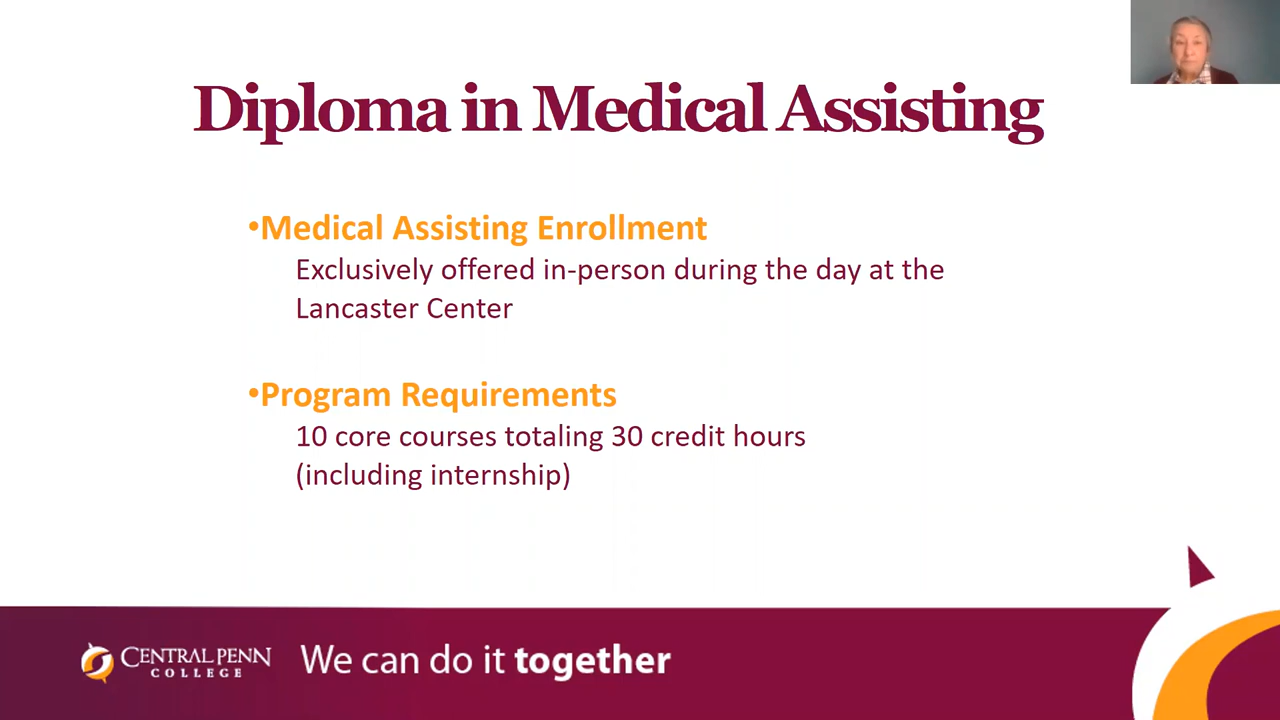 Diploma in Medical Assisting
•Medical Assisting Enrollment
Exclusively offered in-person during the day at the
Lancaster Center
•Program Requirements
10 core courses totaling 30 credit hours
(including internship)
CENTRAL PENN
COLLEGE
We can do it together